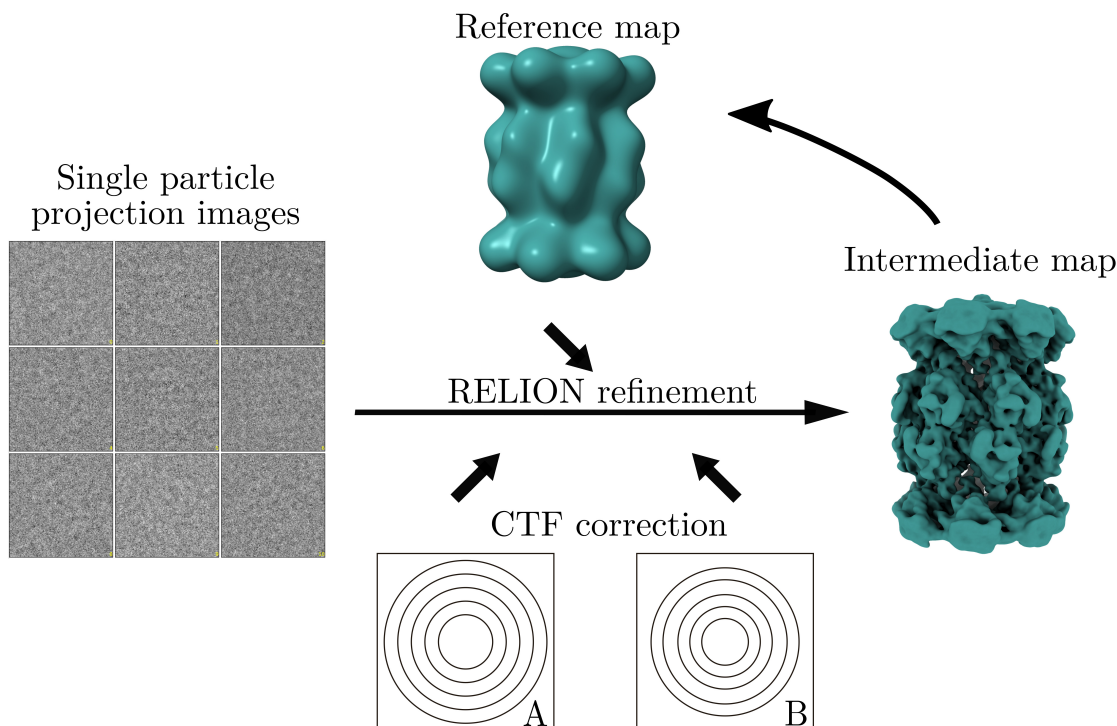 Reference map
Single particle
projection images
Intermediate map
RELION refinement
CTF correction
A
B